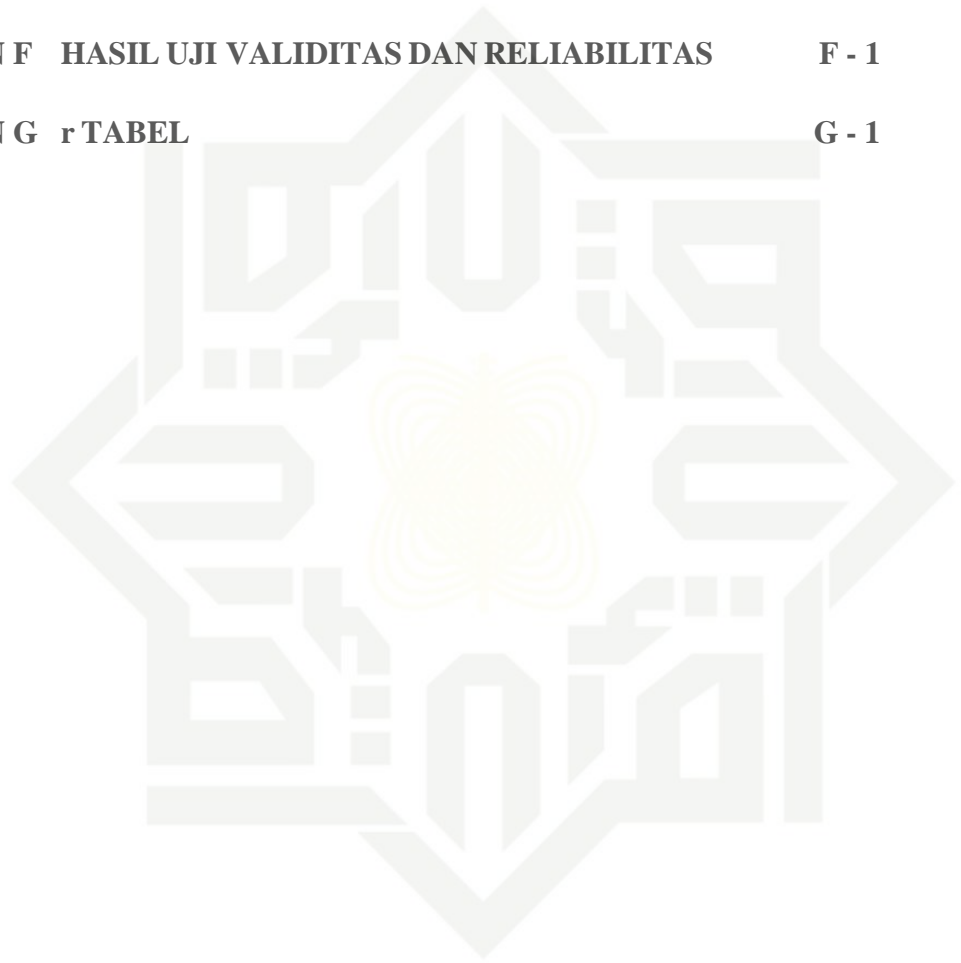 N F HASIL UJI VALIDITAS DAN RELIABILITAS F - 1
N G r TABEL G - 1